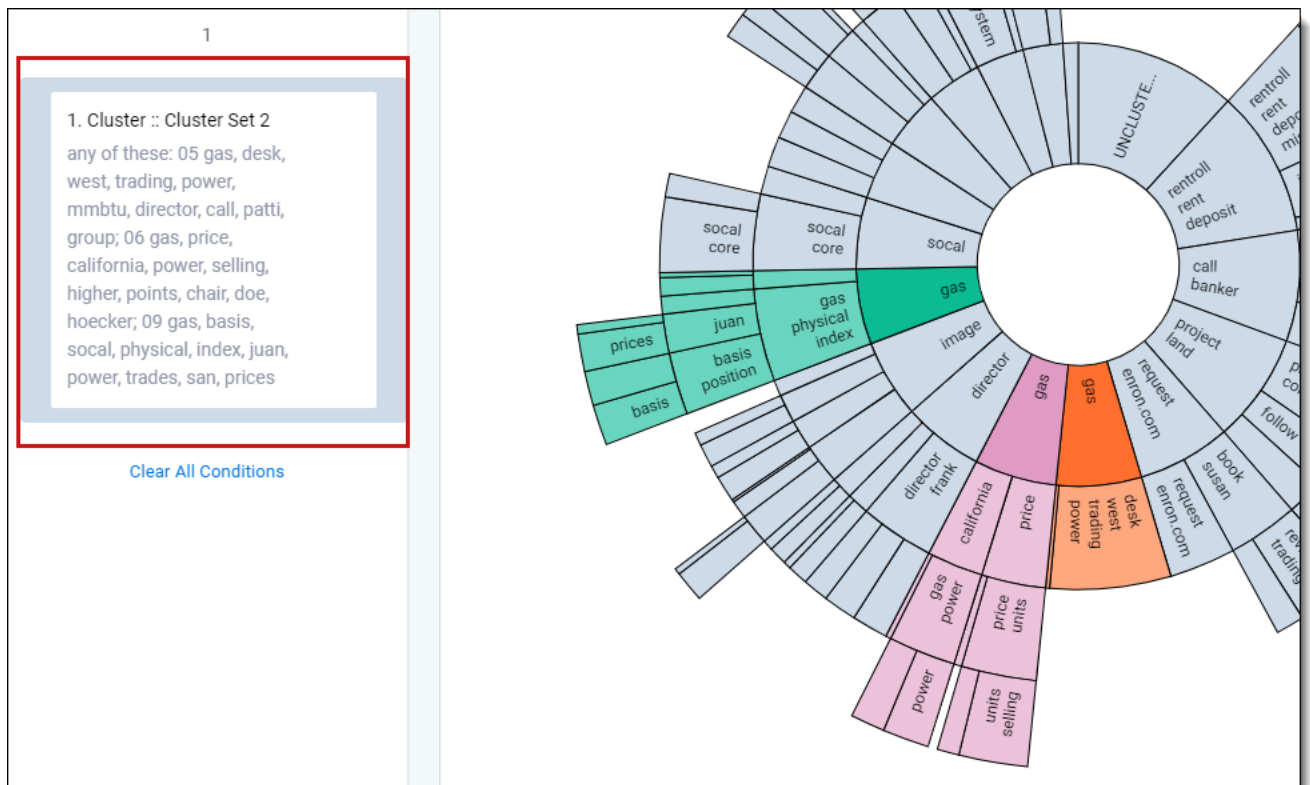 1
1. Cluster :: Cluster Set 2
any of these: 05 gas, desk,
west, trading, power,
mmbtu, director, call, patti,
group; 06 gas, price,
california, power, selling,
higher, points, chair, doe,
hoecker; 09 gas, basis,
socal, physical, index, juan,
power, trades, san, prices
Clear All Conditions
UNCLUSTE...
rentroll
rent
rentroll
rent
deposit
call
banker
project
land
follow
request
enron.com
book
susan
request
enron.com
trading
gas
desk
west
trading
power
gas
price
california
price
units
gas
power
units
selling
power
director
director
frank
image
gas
gas
physical
index
juan
basis
position
prices
basis
socal
socal
core
socal
core